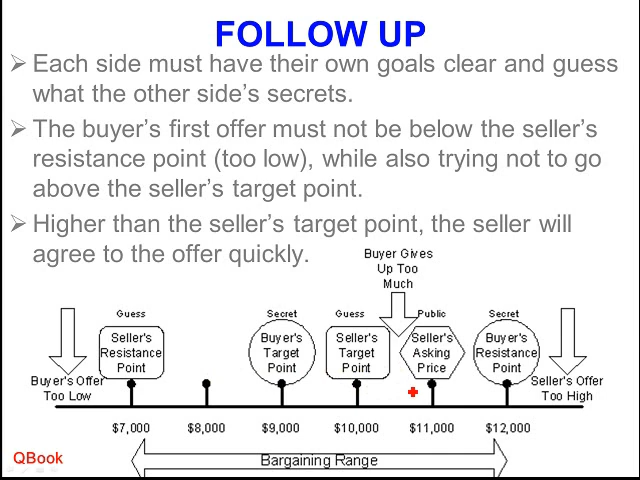 FOLLOW UP
Each side must have their own goals clear and guess
what the other side's secrets.
The buyer's first offer must not be below the seller's
resistance point (too low), while also trying not to go
above the seller's target point.
Higher than the seller's target point, the seller will
agree to the offer quickly.
Buyer Gives
Up Too
Much
Guess
Secret
Guess
Public
Secret
Seller's
Resistance
Point
Buyer's
Target
Point
Seller's
Target
Point
Seller's
Asking
Price
Buyer's
Resistance
Point
Buyer's Offer
Too Low
Seller's Offer
Too High
$7,000
$8,000
$9,000
$10,000
$11,000
$12,000
QBook
Bargaining Range